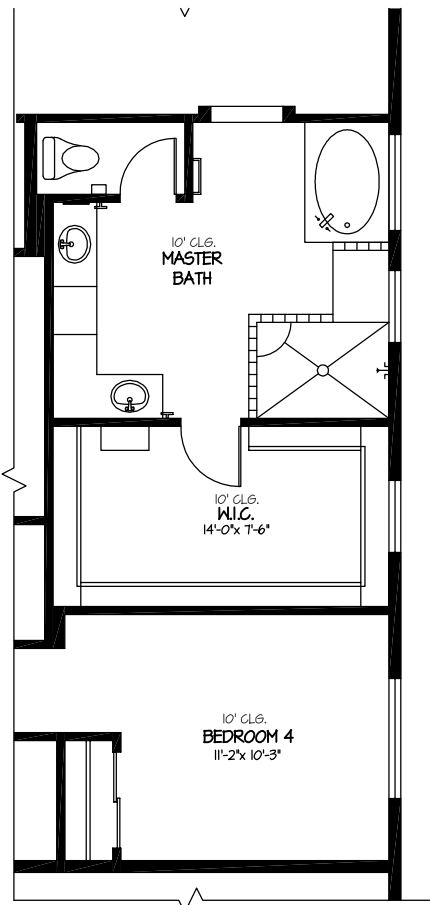 10' CLG.
MASTER
BATH
10' CLG.
W.I.C.
14'-0"x 7'-6"
10' CLG.
BEDROOM 4
11'-2"x 10'-3"